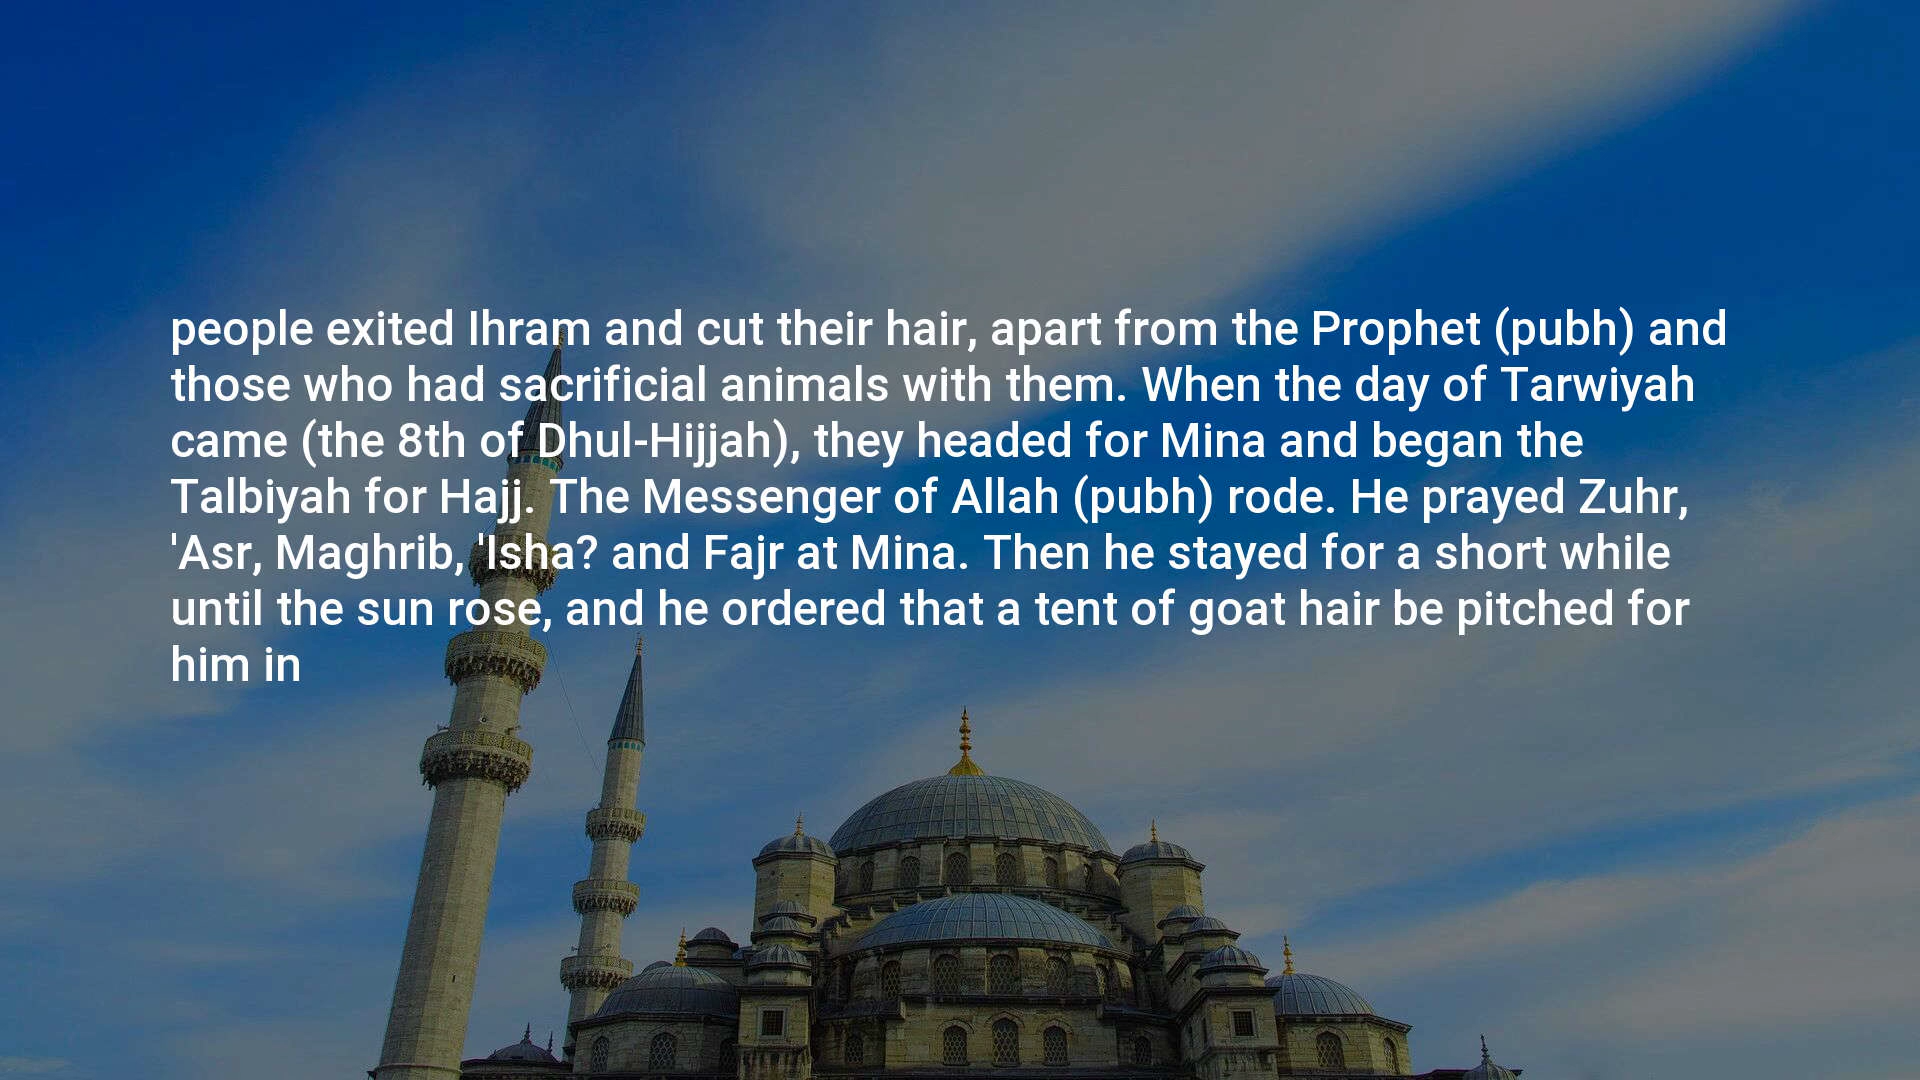 people exited Ihram and cut their hair, apart from the Prophet (pubh) and
those who had sacrificial animals with them. When the day of Tarwiyah
came (the 8th of Dhul-Hijjah), they headed for Mina and began the
Talbiyah for Hajj. The Messenger of Allah (pubh) rode. He prayed Zuhr,
'Asr, Maghrib, 'Isha? and Fajr at Mina. Then he stayed for a short while
until the sun rose, and he ordered that a tent of goat hair be pitched for
him in